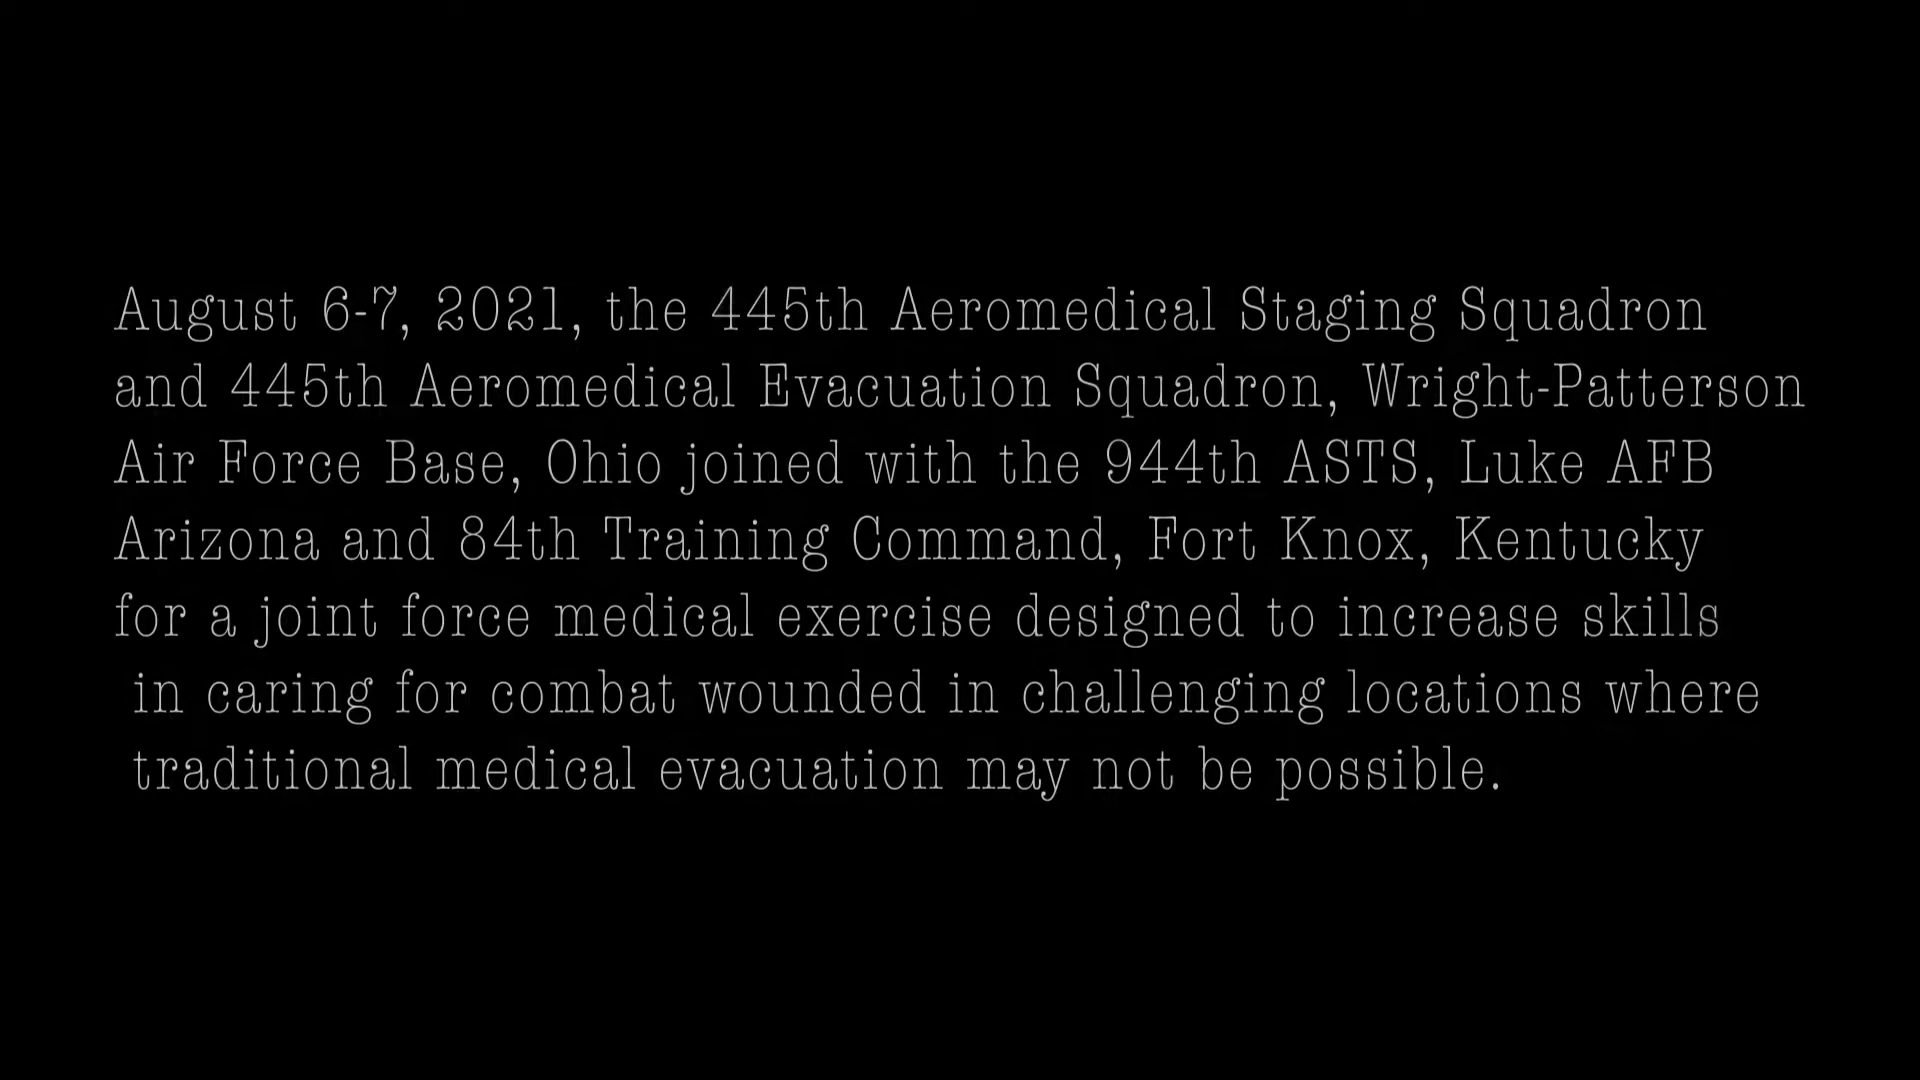 August 6-7, 2021, the 445th Aeromedical Staging Squadron
and 445th Aeromedical Evacuation Squadron, Wright-Patterson
Air Force Base, Ohio joined with the 944th ASTS, Luke AFB
Arizona and 84th Training Command, Fort Knox, Kentucky
for a joint force medical exercise designed to increase skills
in caring for combat wounded in challenging locations where
traditional medical evacuation may not be possible.